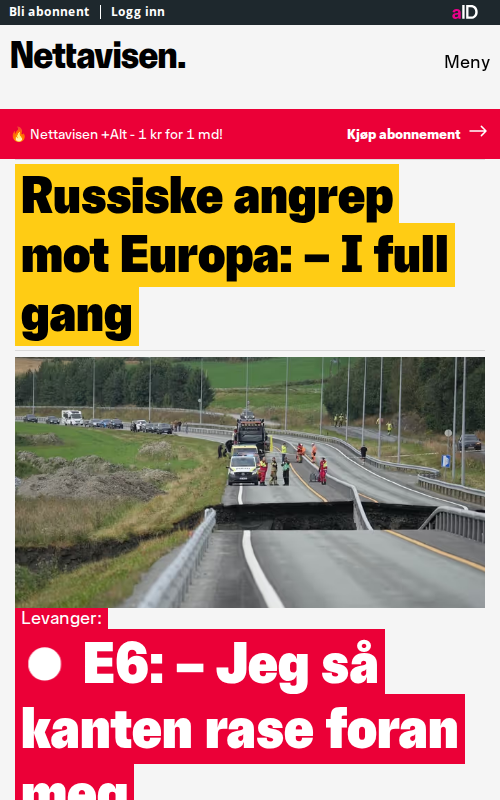 Bli abonnent | Logg inn
aID
Nettavisen.
Meny
🔥 Nettavisen +Alt - 1 kr for 1 md!
Kjøp abonnement →
Russiske angrep
mot Europa: – I full
gang
Levanger:
E6: – Jeg så
kanten rase foran
meg